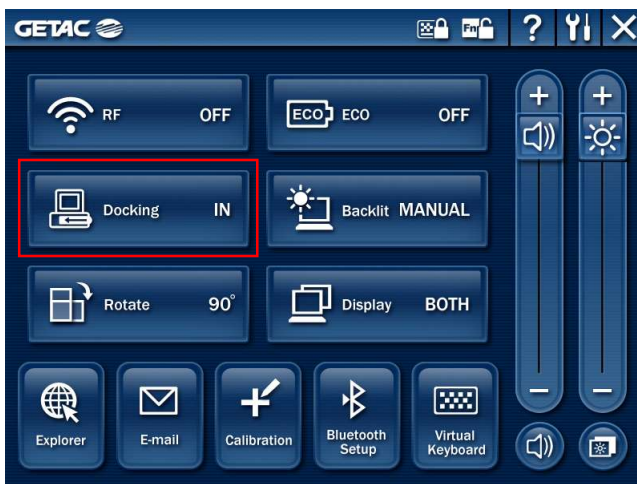 GETAC
Fn
?
X
RF OFF
ECO ECO OFF
Docking IN
Backlit MANUAL
Rotate 90°
Display BOTH
+
+
-
-
Explorer
E-mail
Calibration
Bluetooth
Setup
Virtual
Keyboard